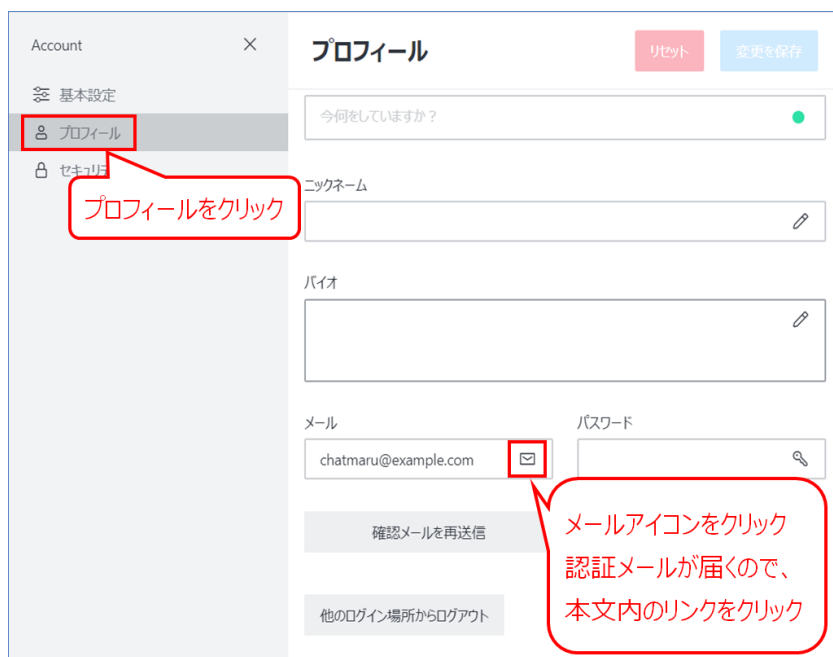 Account
基本設定
プロフィール
プロフィールをクリック
プロフィール
リセット
変更を保存
今何をしていますか？
ニックネーム
バイオ
メール
パスワード
chatmaru@example.com
確認メールを再送信
メールアイコンをクリック
認証メールが届くので、
本文内のリンクをクリック
他のログイン場所からログアウト